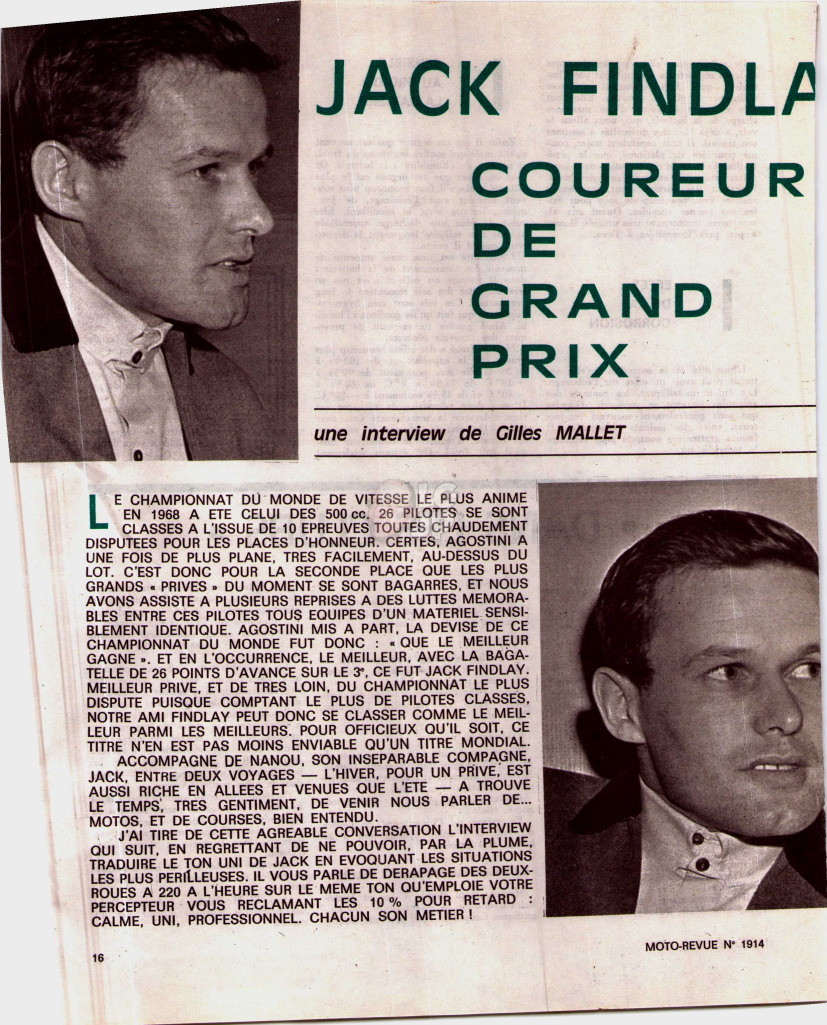 JACK FINDLA
COUREUR
DE
GRAND
PRIX
une interview de Gilles MALLET
LE CHAMPIONNAT DU MONDE DE VITESSE LE PLUS ANIME
EN 1968 A ETE CELUI DES 500 cc. 26 PILOTES SE SONT
CLASSES A L'ISSUE DE 10 EPREUVES TOUTES CHAUDEMENT
DISPUTEES POUR LES PLACES D'HONNEUR. CERTES, AGOSTINI A
UNE FOIS DE PLUS PLANE, TRES FACILEMENT, AU-DESSUS DU
LOT. C'EST DONC POUR LA SECONDE PLACE QUE LES PLUS
GRANDS « PRIVES » DU MOMENT SE SONT BAGARRES, ET NOUS
AVONS ASSISTE A PLUSIEURS REPRISES A DES LUTTES MEMORA-
BLES ENTRE CES PILOTES TOUS EQUIPES D'UN MATERIEL SENSI-
BLEMENT IDENTIQUE. AGOSTINI MIS A PART, LA DEVISE DE CE
CHAMPIONNAT DU MONDE FUT DONC : « QUE LE MEILLEUR
GAGNE ». ET EN L'OCCURRENCE, LE MEILLEUR, AVEC LA BAGA-
TELLE DE 26 POINTS D'AVANCE SUR LE 3e, CE FUT JACK FINDLAY.
MEILLEUR PRIVE, ET DE TRES LOIN, DU CHAMPIONNAT LE PLUS
DISPUTE PUISQUE COMPTANT LE PLUS DE PILOTES CLASSES,
NOTRE AMI FINDLAY PEUT DONC SE CLASSER COMME LE MEIL-
LEUR PARMI LES MEILLEURS. POUR OFFICIEUX QU'IL SOIT, CE
TITRE N'EN EST PAS MOINS ENVIABLE QU'UN TITRE MONDIAL.
ACCOMPAGNE DE NANOU, SON INSEPARABLE COMPAGNE,
JACK, ENTRE DEUX VOYAGES — L'HIVER, POUR UN PRIVE, EST
AUSSI RICHE EN ALLEES ET VENUES QUE L'ETE — A TROUVE
LE TEMPS, TRES GENTIMENT, DE VENIR NOUS PARLER DE...
MOTOS, ET DE COURSES, BIEN ENTENDU.
J'AI TIRE DE CETTE AGREABLE CONVERSATION L'INTERVIEW
QUI SUIT, EN REGRETTANT DE NE POUVOIR, PAR LA PLUME,
TRADUIRE LE TON UNI DE JACK EN EVOQUANT LES SITUATIONS
LES PLUS PERILLEUSES. IL VOUS PARLE DE DERAPAGE DES DEUX-
ROUES A 220 A L'HEURE SUR LE MEME TON QU'EMPLOIE VOTRE
PERCEPTEUR VOUS RECLAMANT LES 10 % POUR RETARD :
CALME, UNI, PROFESSIONNEL. CHACUN SON METIER !
16
MOTO-REVUE N° 1914